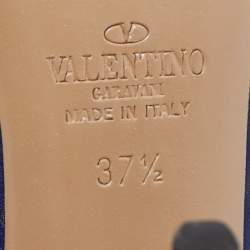 VALENTINO
GARAVANI
MADE IN ITALY
37½